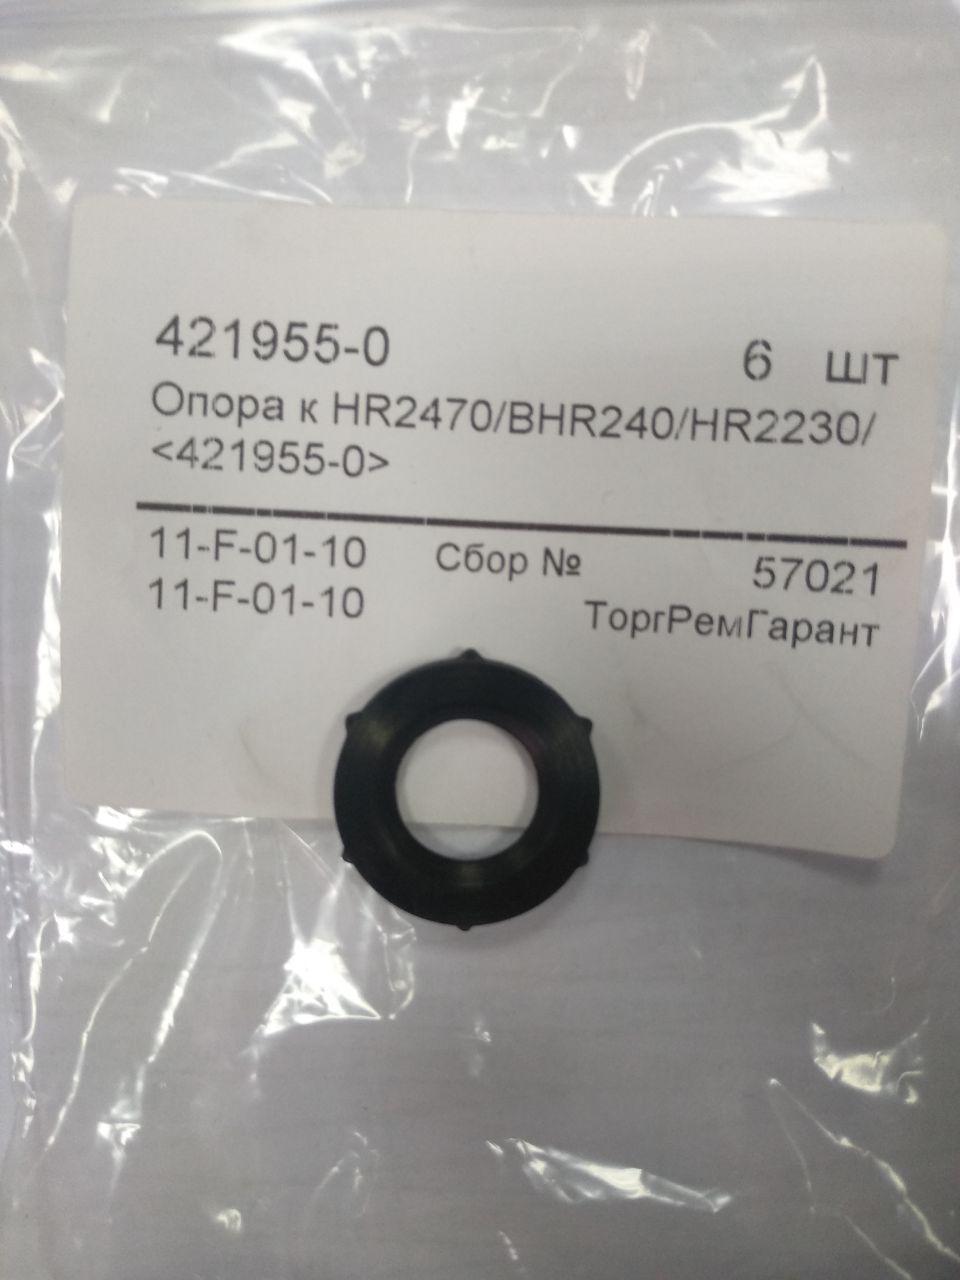 421955-0 6 шт
Опора к HR2470/BHR240/HR2230/
<421955-0>
11-F-01-10 Сбор № 57021
11-F-01-10 ТоргРемГарант